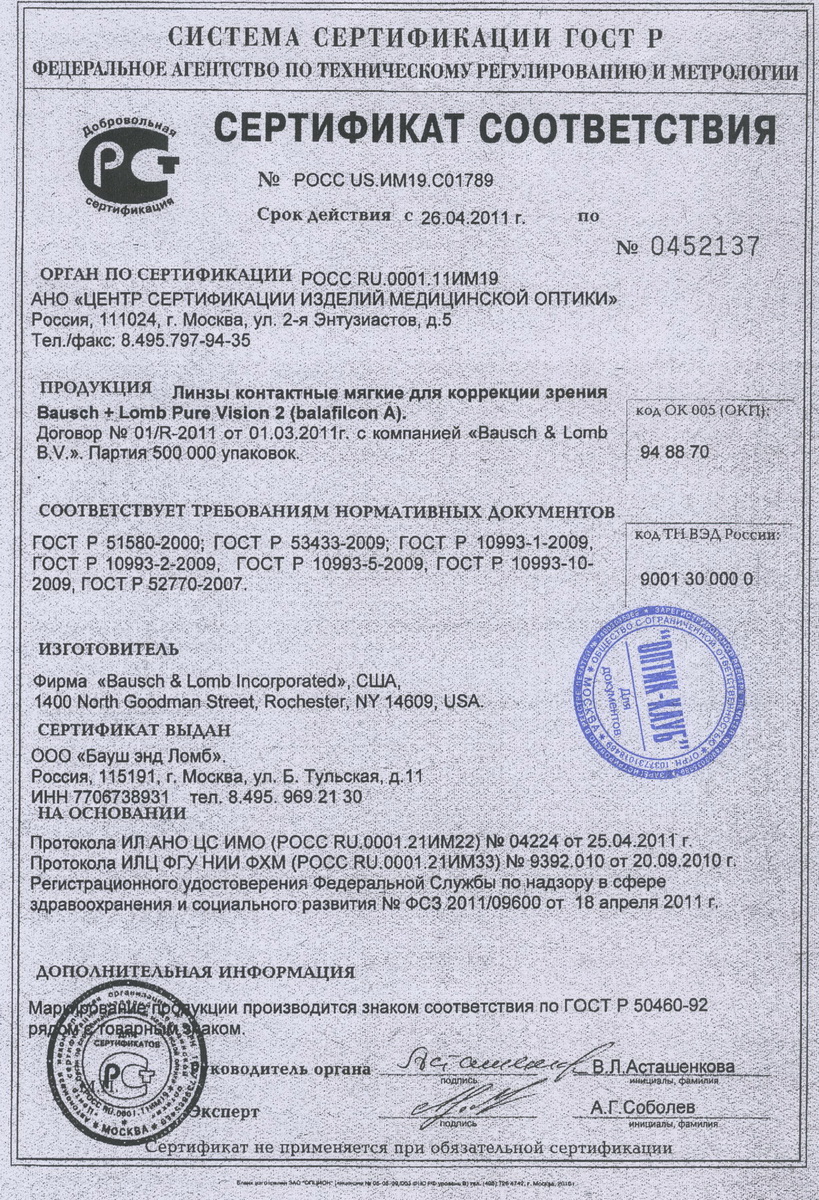 СИСТЕМА СЕРТИФИКАЦИИ ГОСТ Р
ФЕДЕРАЛЬНОЕ АГЕНТСТВО ПО ТЕХНИЧЕСКОМУ РЕГУЛИРОВАНИЮ И МЕТРОЛОГИИ
Добровольная
сертификация
СЕРТИФИКАТ СООТВЕТСТВИЯ
№ РОСС US.ИМ19.С01789
Срок действия с 26.04.2011 г. по
№ 0452137
ОРГАН ПО СЕРТИФИКАЦИИ РОСС RU.0001.11ИМ19
АНО «ЦЕНТР СЕРТИФИКАЦИИ ИЗДЕЛИЙ МЕДИЦИНСКОЙ ОПТИКИ»
Россия, 111024, г. Москва, ул. 2-я Энтузиастов, д.5
Тел./факс: 8.495.797-94-35
ПРОДУКЦИЯ Линзы контактные мягкие для коррекции зрения
Bausch + Lomb Pure Vision 2 (balafilcon A).
Договор № 01/R-2011 от 01.03.2011г. с компанией «Bausch & Lomb
B.V.». Партия 500 000 упаковок.
код ОК 005 (ОКП):
94 88 70
СООТВЕТСТВУЕТ ТРЕБОВАНИЯМ НОРМАТИВНЫХ ДОКУМЕНТОВ
ГОСТ Р 51580-2000; ГОСТ Р 53433-2009; ГОСТ Р 10993-1-2009,
ГОСТ Р 10993-2-2009, ГОСТ Р 10993-5-2009, ГОСТ Р 10993-10-
2009, ГОСТ Р 52770-2007.
код ТН ВЭД России:
9001 30 000 0
ИЗГОТОВИТЕЛЬ
Фирма «Bausch & Lomb Incorporated», США,
1400 North Goodman Street, Rochester, NY 14609, USA.
ОБЩЕСТВО С ОГРАНИЧЕННОЙ ОТВЕТСТВЕННОСТЬЮ
"ОПТИК-КЛУБ"
Для
документов
МОСКВА
СЕРТИФИКАТ ВЫДАН
ООО «Бауш энд Ломб».
Россия, 115191, г. Москва, ул. Б. Тульская, д.11
ИНН 7706738931 тел. 8.495. 969 21 30
НА ОСНОВАНИИ
Протокола ИЛ АНО ЦС ИМО (РОСС RU.0001.21ИМ22) № 04224 от 25.04.2011 г.
Протокола ИЛЦ ФГУ НИИ ФХМ (РОСС RU.0001.21ИМ33) № 9392.010 от 20.09.2010 г.
Регистрационного удостоверения Федеральной Службы по надзору в сфере
здравоохранения и социального развития № ФСЗ 2011/09600 от 18 апреля 2011 г.
ДОПОЛНИТЕЛЬНАЯ ИНФОРМАЦИЯ
Маркирование продукции производится знаком соответствия по ГОСТ Р 50460-92
рядом с товарным знаком.
ДЛЯ
СЕРТИФИКАТОВ
РОСС RU.0001.11ИМ19
МОСКВА
Руководитель органа
подпись
В.Л.Асташенкова
инициалы, фамилия
Эксперт
подпись
А.Г.Соболев
инициалы, фамилия
Сертификат не применяется при обязательной сертификации